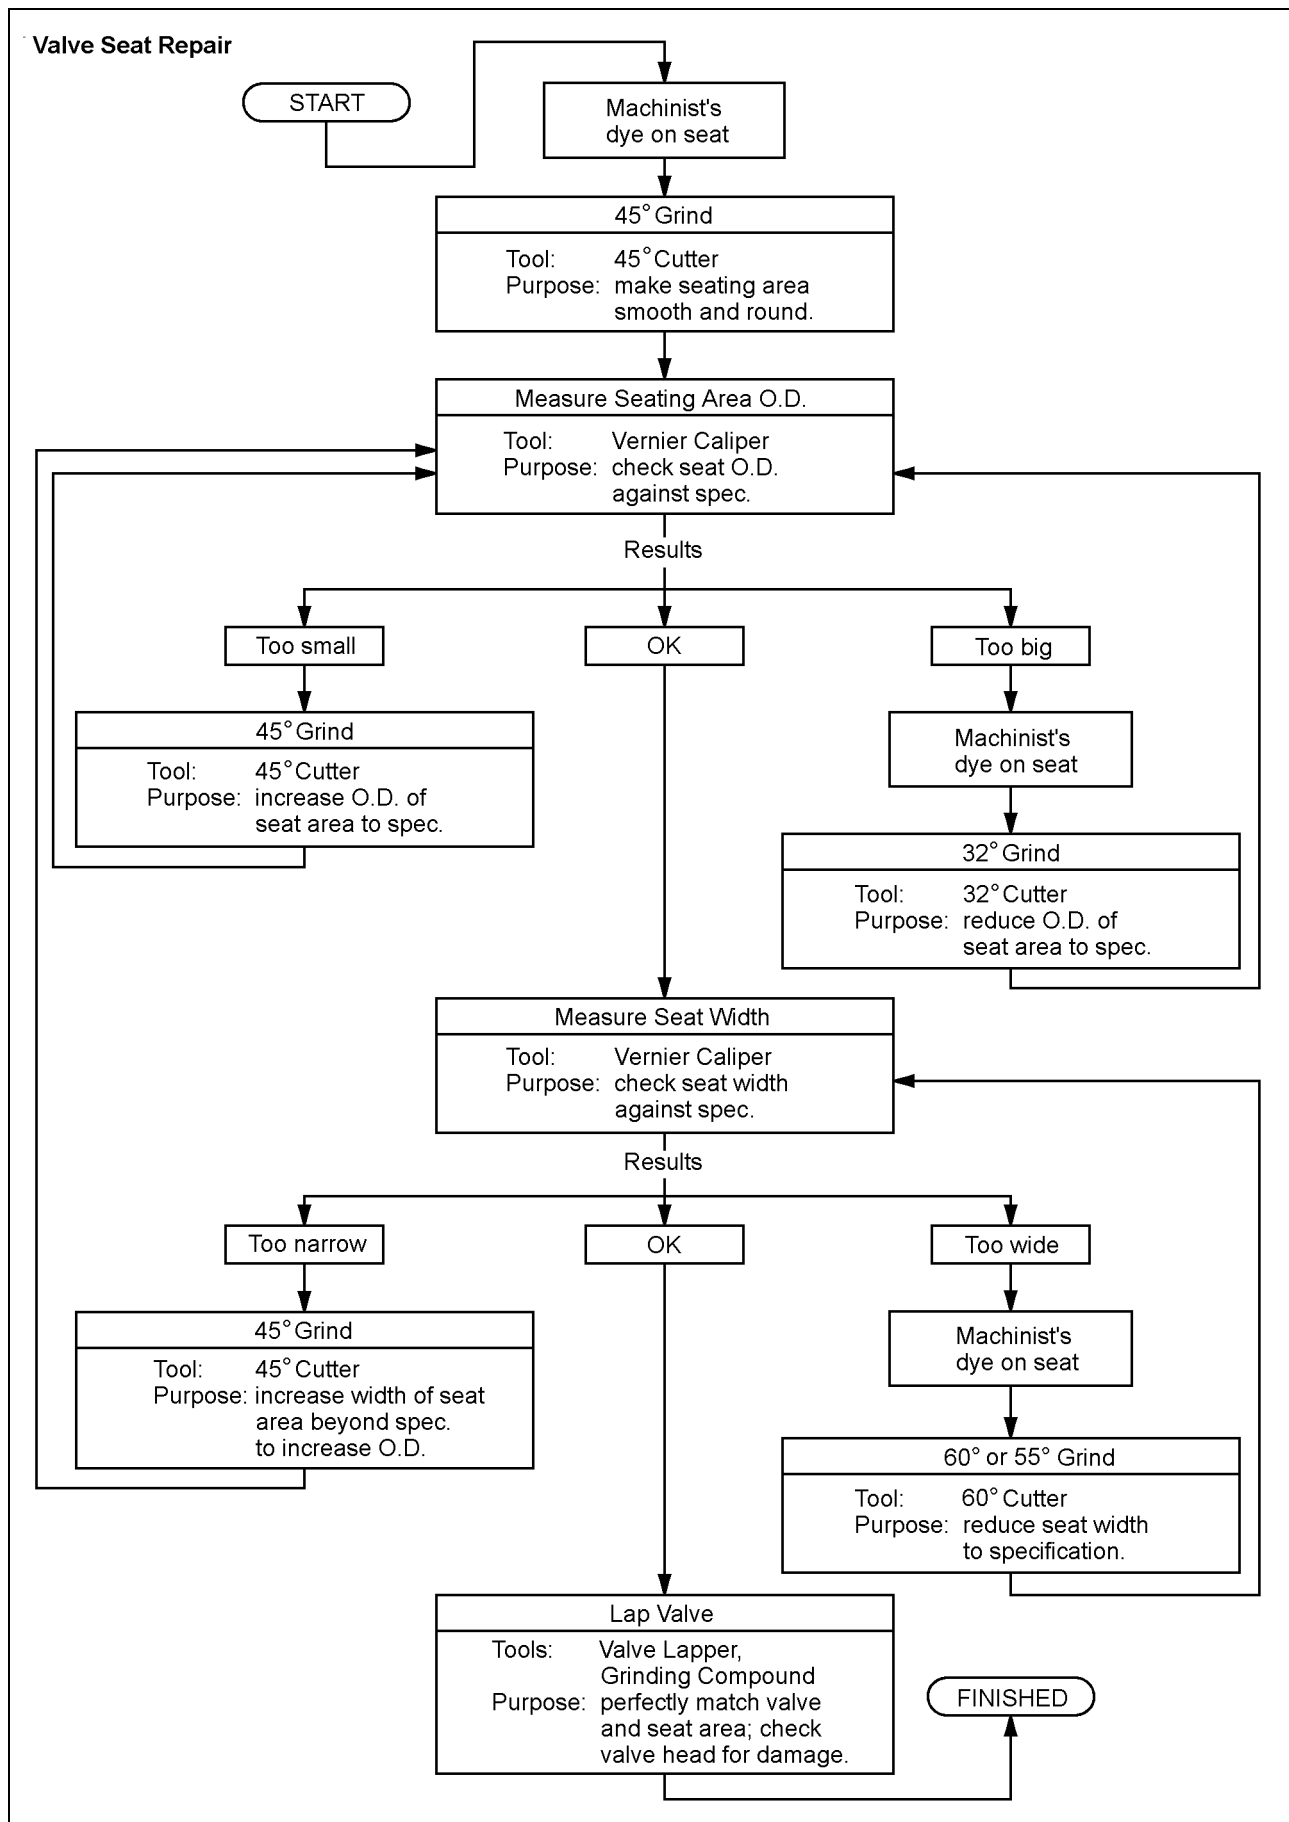 Valve Seat Repair
START
Machinist's
dye on seat
45° Grind
Tool: 45° Cutter
Purpose: make seating area
smooth and round.
Measure Seating Area O.D.
Tool: Vernier Caliper
Purpose: check seat O.D.
against spec.
Results
Too small
OK
Too big
45° Grind
Tool: 45° Cutter
Purpose: increase O.D. of
seat area to spec.
Machinist's
dye on seat
32° Grind
Tool: 32° Cutter
Purpose: reduce O.D. of
seat area to spec.
Measure Seat Width
Tool: Vernier Caliper
Purpose: check seat width
against spec.
Results
Too narrow
OK
Too wide
45° Grind
Tool: 45° Cutter
Purpose: increase width of seat
area beyond spec.
to increase O.D.
Machinist's
dye on seat
60° or 55° Grind
Tool: 60° Cutter
Purpose: reduce seat width
to specification.
Lap Valve
Tools: Valve Lapper,
Grinding Compound
Purpose: perfectly match valve
and seat area; check
valve head for damage.
FINISHED